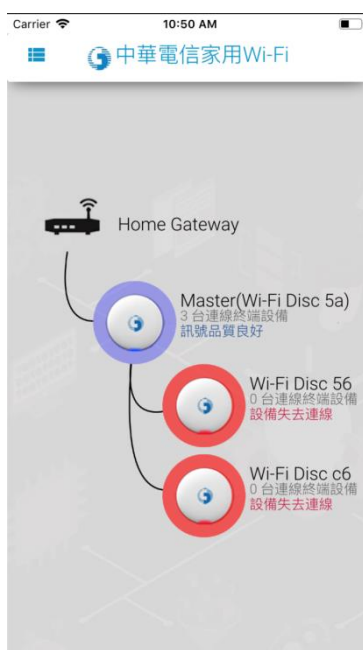 Carrier 10:50 AM
中華電信家用Wi-Fi
Home Gateway
Master(Wi-Fi Disc 5a)
3 台連線終端設備
訊號品質良好
Wi-Fi Disc 56
0 台連線終端設備
設備失去連線
Wi-Fi Disc c6
0 台連線終端設備
設備失去連線